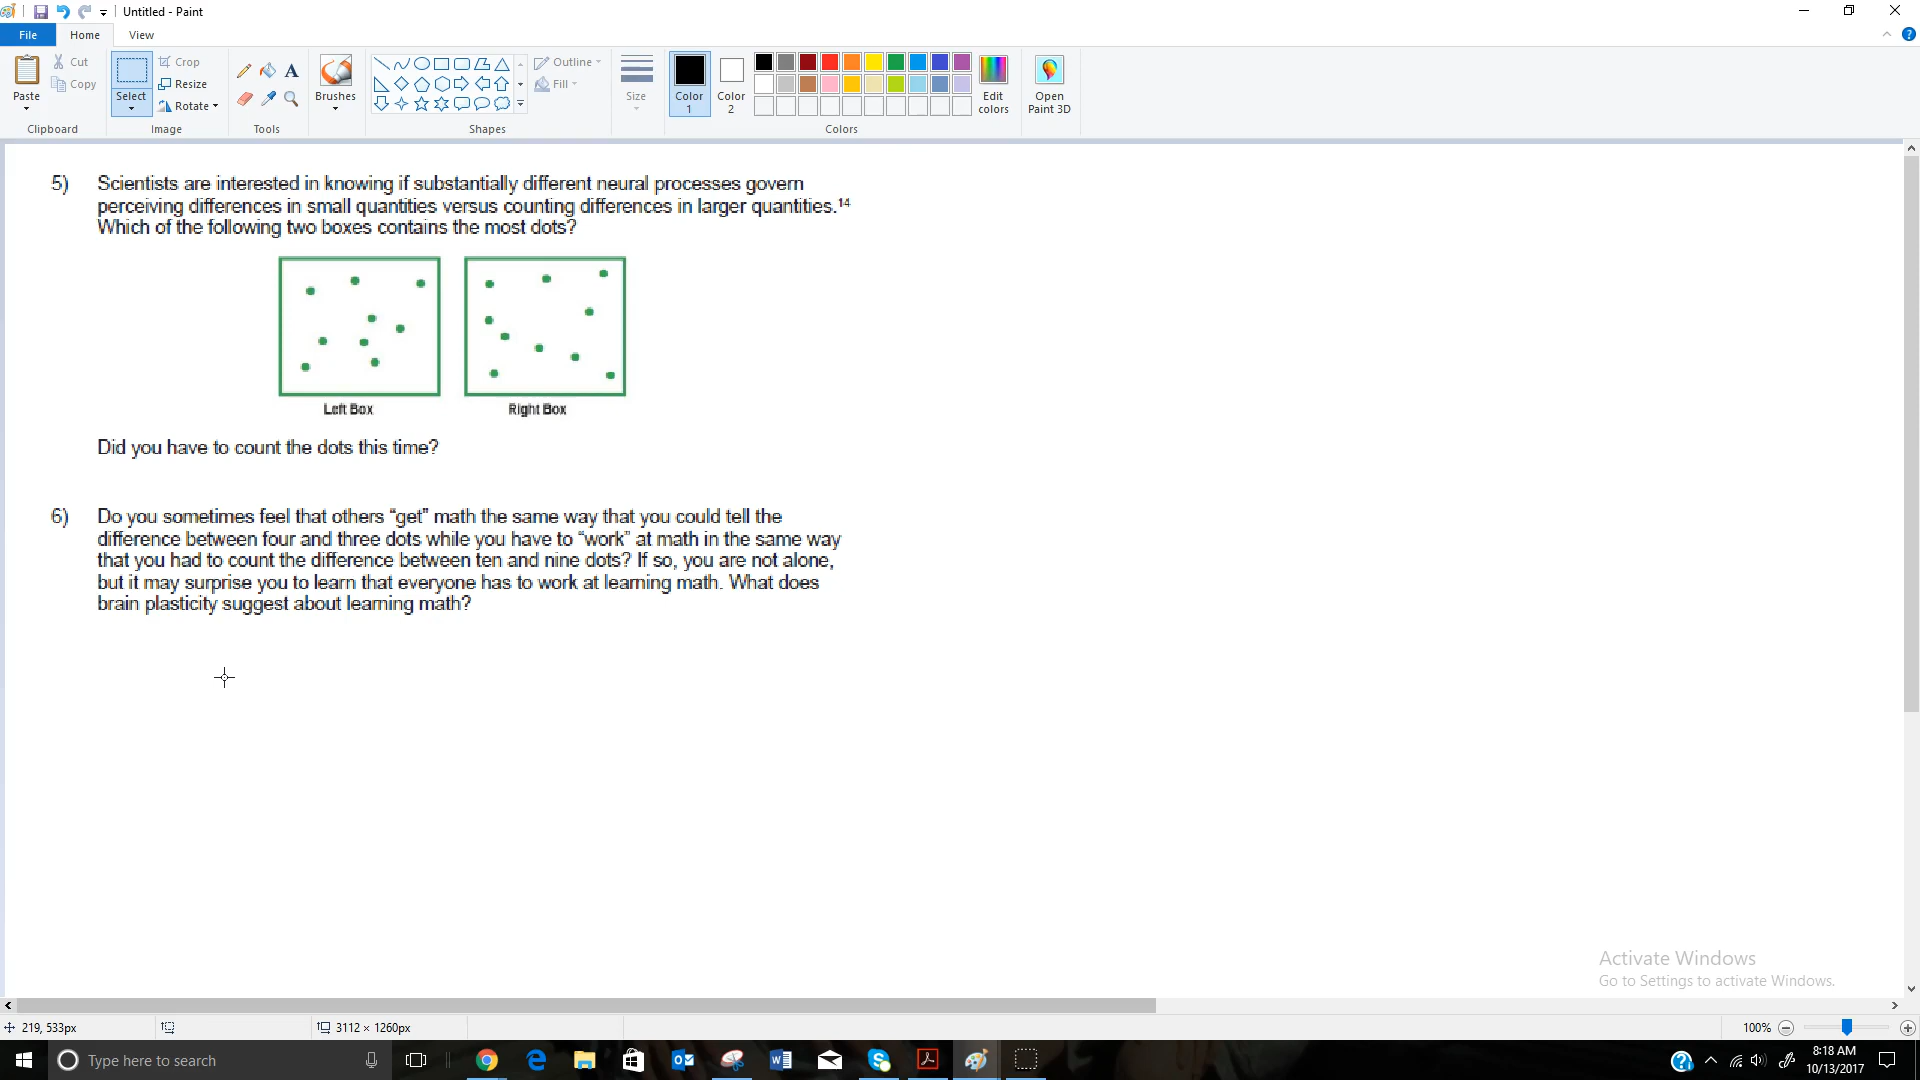 Untitled - Paint
File Home View
Paste
Cut
Copy
Clipboard
Select
Crop
Resize
Rotate
Image
A
Tools
Brushes
Outline
Fill
Shapes
Size
Color 1
Color 2
Edit colors
Colors
Open Paint 3D
5) Scientists are interested in knowing if substantially different neural processes govern
perceiving differences in small quantities versus counting differences in larger quantities.¹⁴
Which of the following two boxes contains the most dots?
Left Box Right Box
Did you have to count the dots this time?
6) Do you sometimes feel that others “get” math the same way that you could tell the
difference between four and three dots while you have to “work” at math in the same way
that you had to count the difference between ten and nine dots? If so, you are not alone,
but it may surprise you to learn that everyone has to work at learning math. What does
brain plasticity suggest about learning math?
Activate Windows
Go to Settings to activate Windows.
219, 533px 3112 × 1260px 100%
Type here to search
8:18 AM
10/13/2017